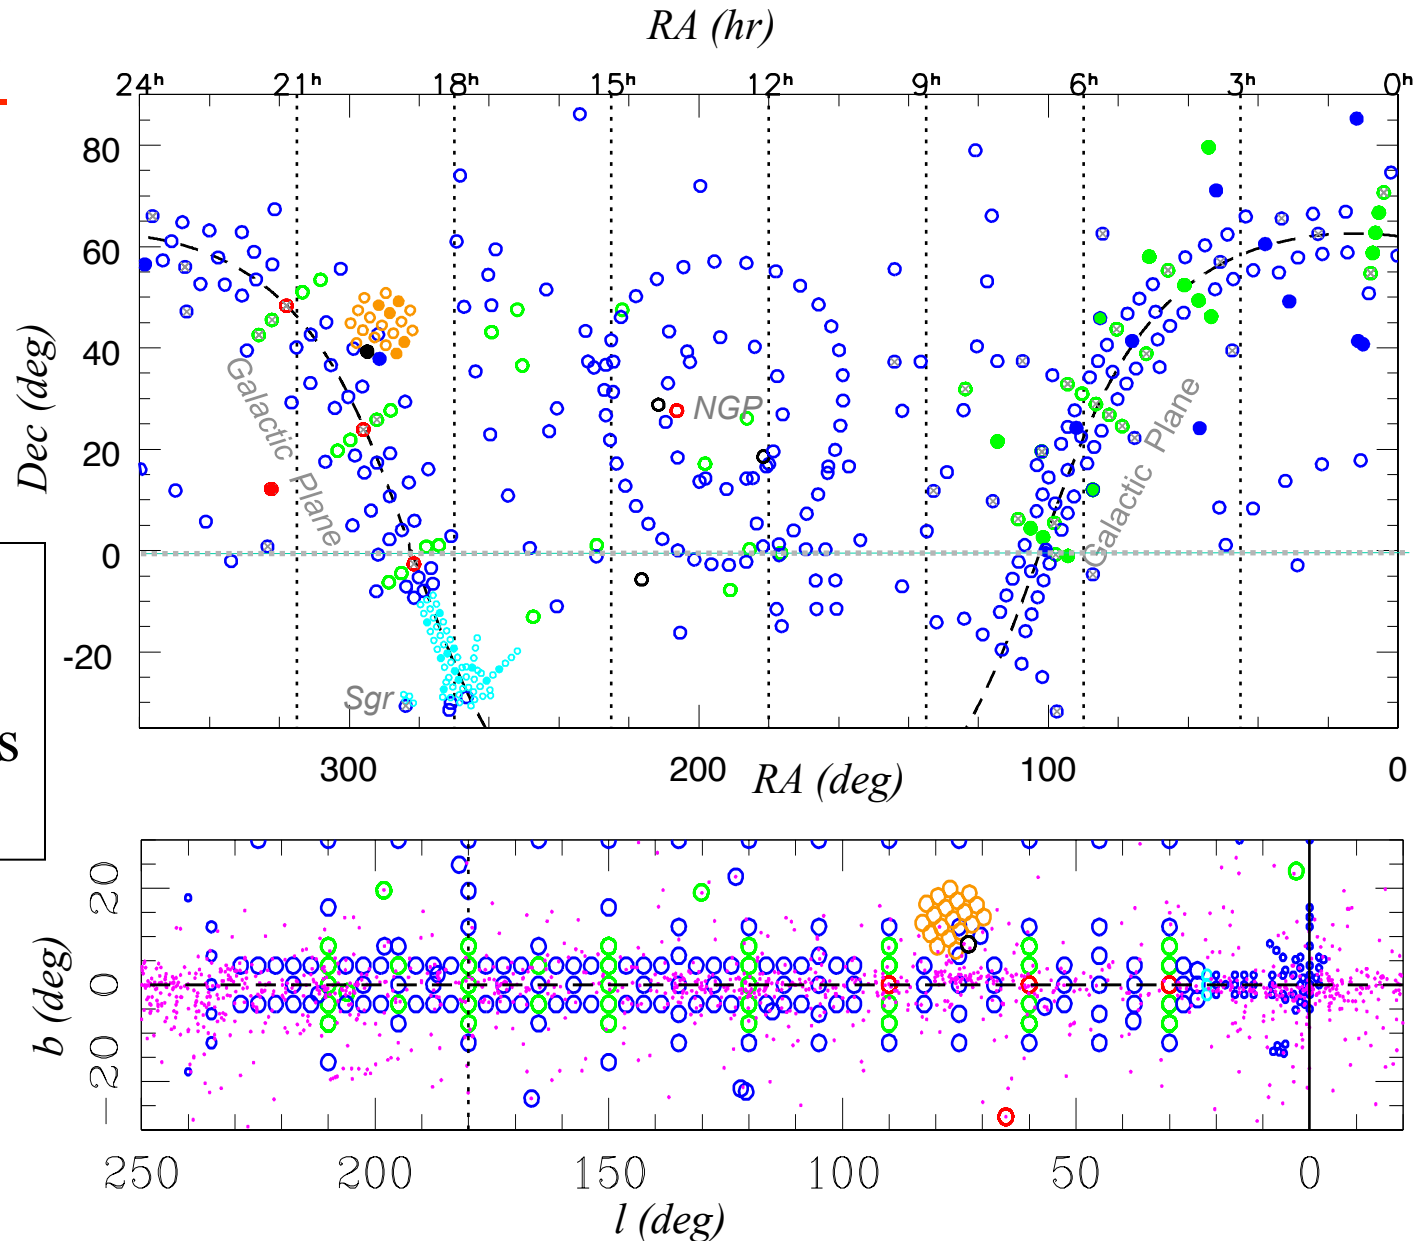 RA (hr)
24h 21h 18h 15h 12h 9h 6h 3h 0h
80
60
40
20
0
-20
Dec (deg)
Galactic Plane
NGP
Galactic Plane
Sgr
s
300 200 100 0
RA (deg)
20
0
−20
b (deg)
250 200 150 100 50 0
l (deg)